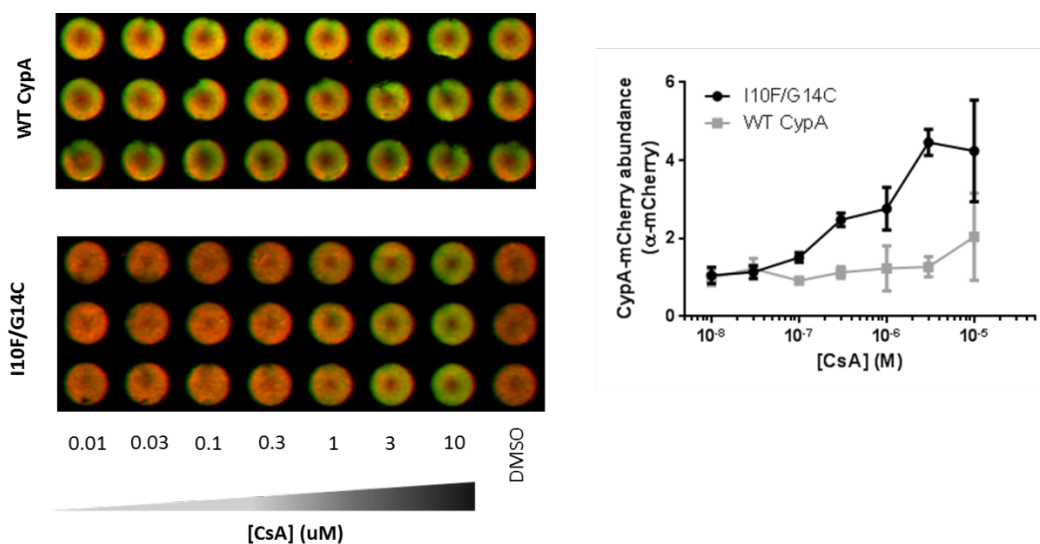 WT CypA
I10F/G14C
0.01 0.03 0.1 0.3 1 3 10 DMSO
[CsA] (uM)
CypA-mCherry abundance
(α-mCherry)
6
4
2
0
I10F/G14C
WT CypA
10-8 10-7 10-6 10-5
[CsA] (M)